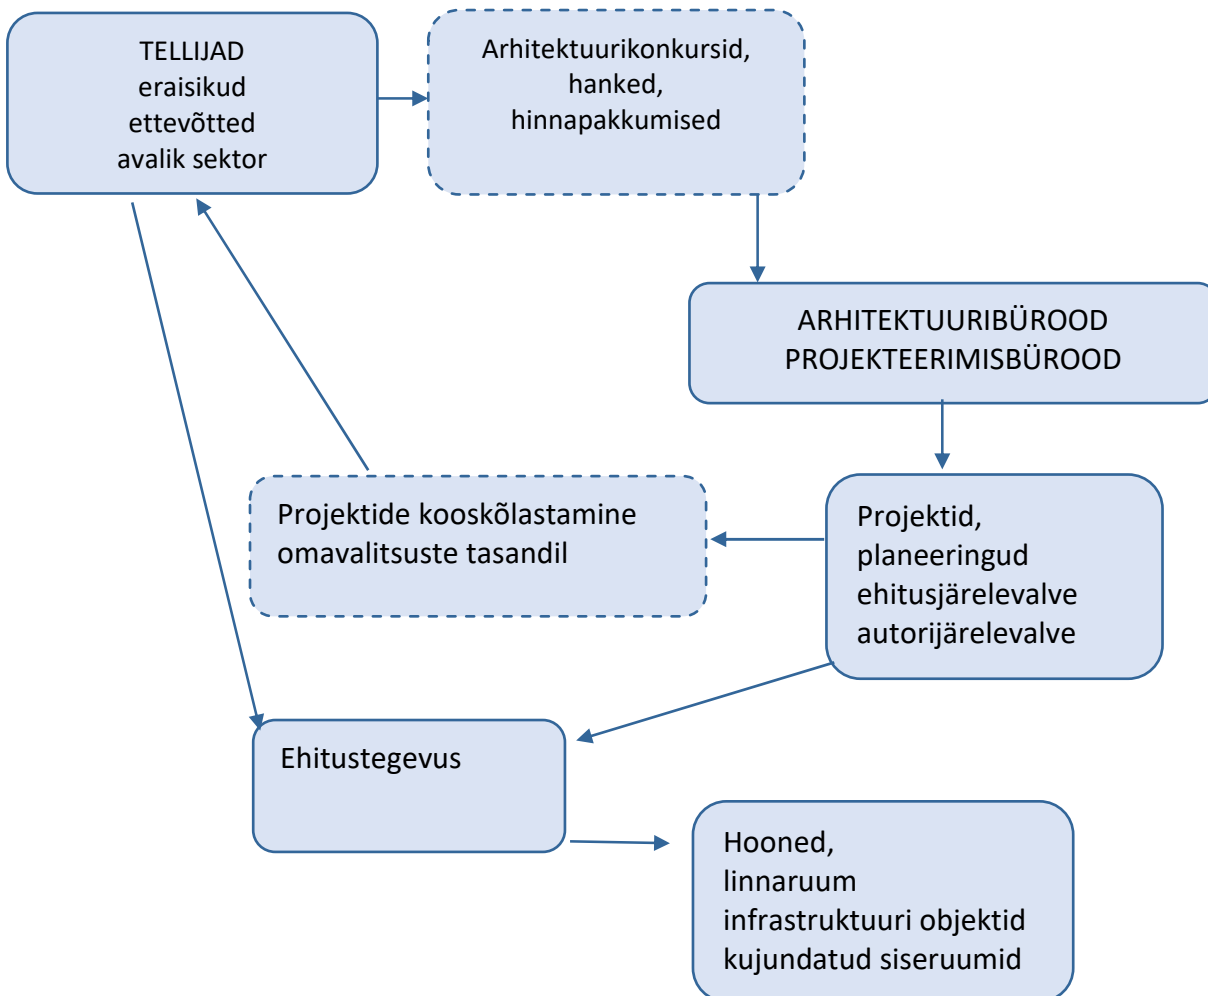 TELLIJAD
eraisikud
ettevõtted
avalik sektor
Arhitektuurikonkursid,
hanked,
hinnapakkumised
ARHITEKTUURIBÜROOD
PROJEKTEERIMISBÜROOD
Projektide kooskõlastamine
omavalitsuste tasandil
Projektid,
planeeringud
ehitusjärelevalve
autorijärelevalve
Ehitustegevus
Hooned,
linnaruum
infrastruktuuri objektid
kujundatud siseruumid